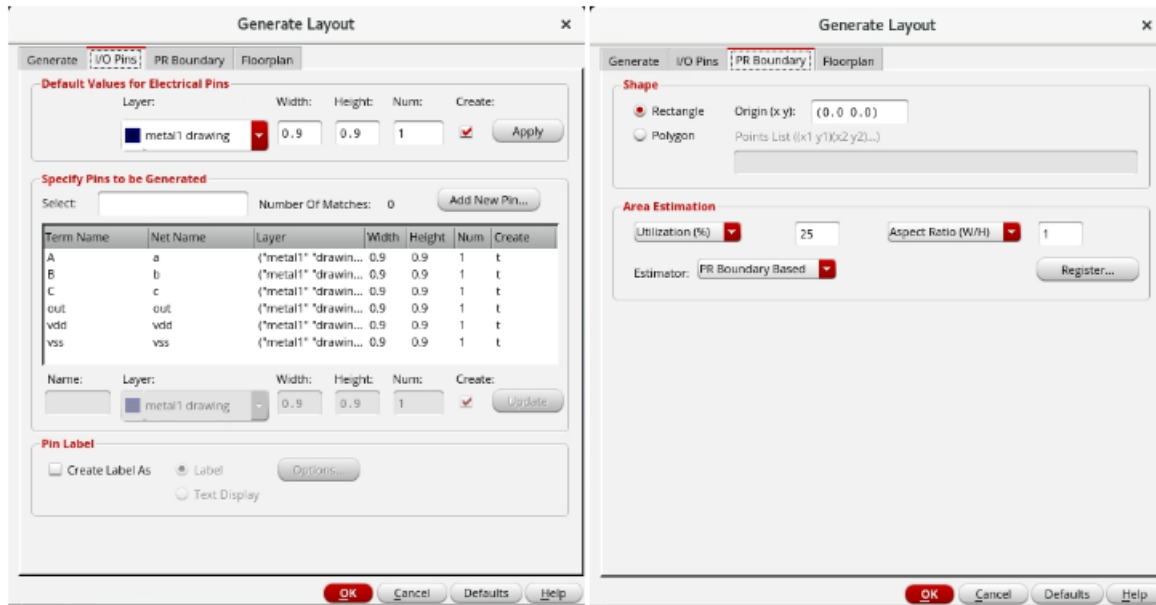 Generate Layout ×
Generate I/O Pins PR Boundary Floorplan
Default Values for Electrical Pins
Layer: Width: Height: Num: Create:
metal1 drawing 0.9 0.9 1 Apply
Specify Pins to be Generated
Select: Number Of Matches: 0 Add New Pin...
Term Name Net Name Layer Width Height Num Create
A a ("metal1" "drawin... 0.9 0.9 1 t
B b ("metal1" "drawin... 0.9 0.9 1 t
C c ("metal1" "drawin... 0.9 0.9 1 t
out out ("metal1" "drawin... 0.9 0.9 1 t
vdd vdd ("metal1" "drawin... 0.9 0.9 1 t
vss vss ("metal1" "drawin... 0.9 0.9 1 t
Name: Layer: Width: Height: Num: Create:
metal1 drawing 0.9 0.9 1 Update
Pin Label
Create Label As Label Options...
Text Display
OK Cancel Defaults Help
Generate Layout ×
Generate I/O Pins PR Boundary Floorplan
Shape
Rectangle Origin (x y): (0.0 0.0)
Polygon Points List ((x1 y1)(x2 y2)...)
Area Estimation
Utilization (%) 25 Aspect Ratio (W/H) 1
Estimator: PR Boundary Based Register...
OK Cancel Defaults Help